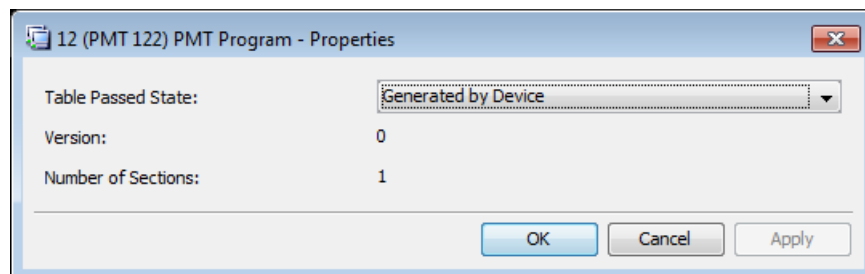 12 (PMT 122) PMT Program - Properties
Table Passed State: Generated by Device
Version: 0
Number of Sections: 1
OK Cancel Apply